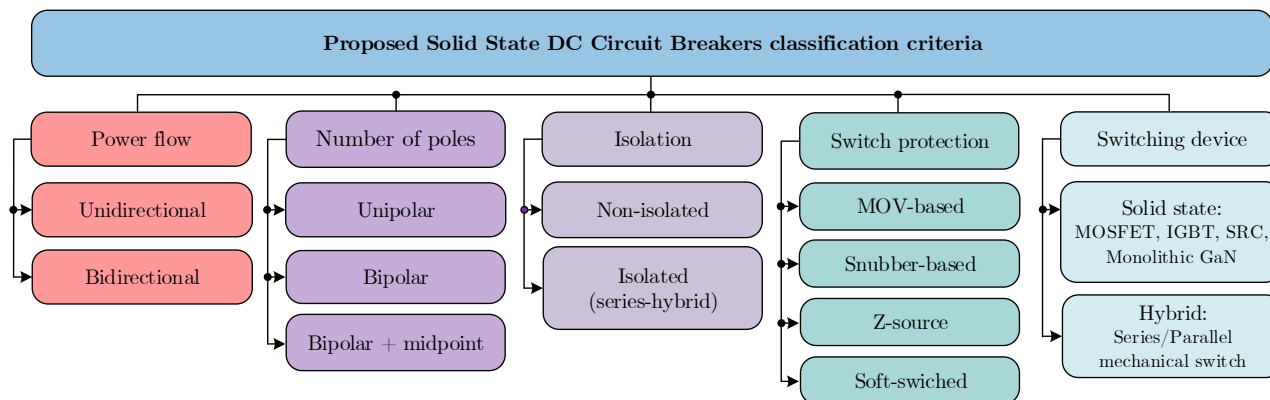 Proposed Solid State DC Circuit Breakers classification criteria
Power flow
Unidirectional
Bidirectional
Number of poles
Unipolar
Bipolar
Bipolar + midpoint
Isolation
Non-isolated
Isolated
(series-hybrid)
Switch protection
MOV-based
Snubber-based
Z-source
Soft-swiched
Switching device
Solid state:
MOSFET, IGBT, SRC,
Monolithic GaN
Hybrid:
Series/Parallel
mechanical switch